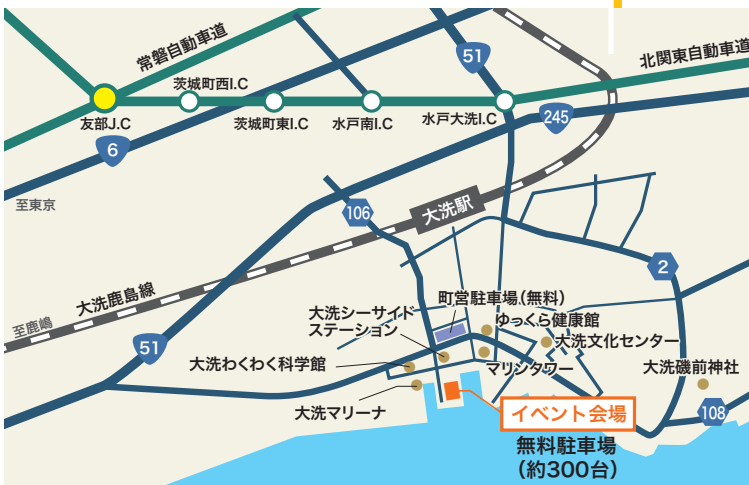 常磐自動車道
51
北関東自動車道
茨城町西I.C
友部J.C
茨城町東I.C
水戸南I.C
水戸大洗I.C
245
6
至東京
106
大洗駅
2
大洗鹿島線
至鹿嶋
51
町営駐車場(無料)
大洗シーサイド
ステーション
ゆっくら健康館
大洗文化センター
大洗わくわく科学館
マリンタワー
大洗磯前神社
大洗マリーナ
イベント会場
108
無料駐車場
(約300台)